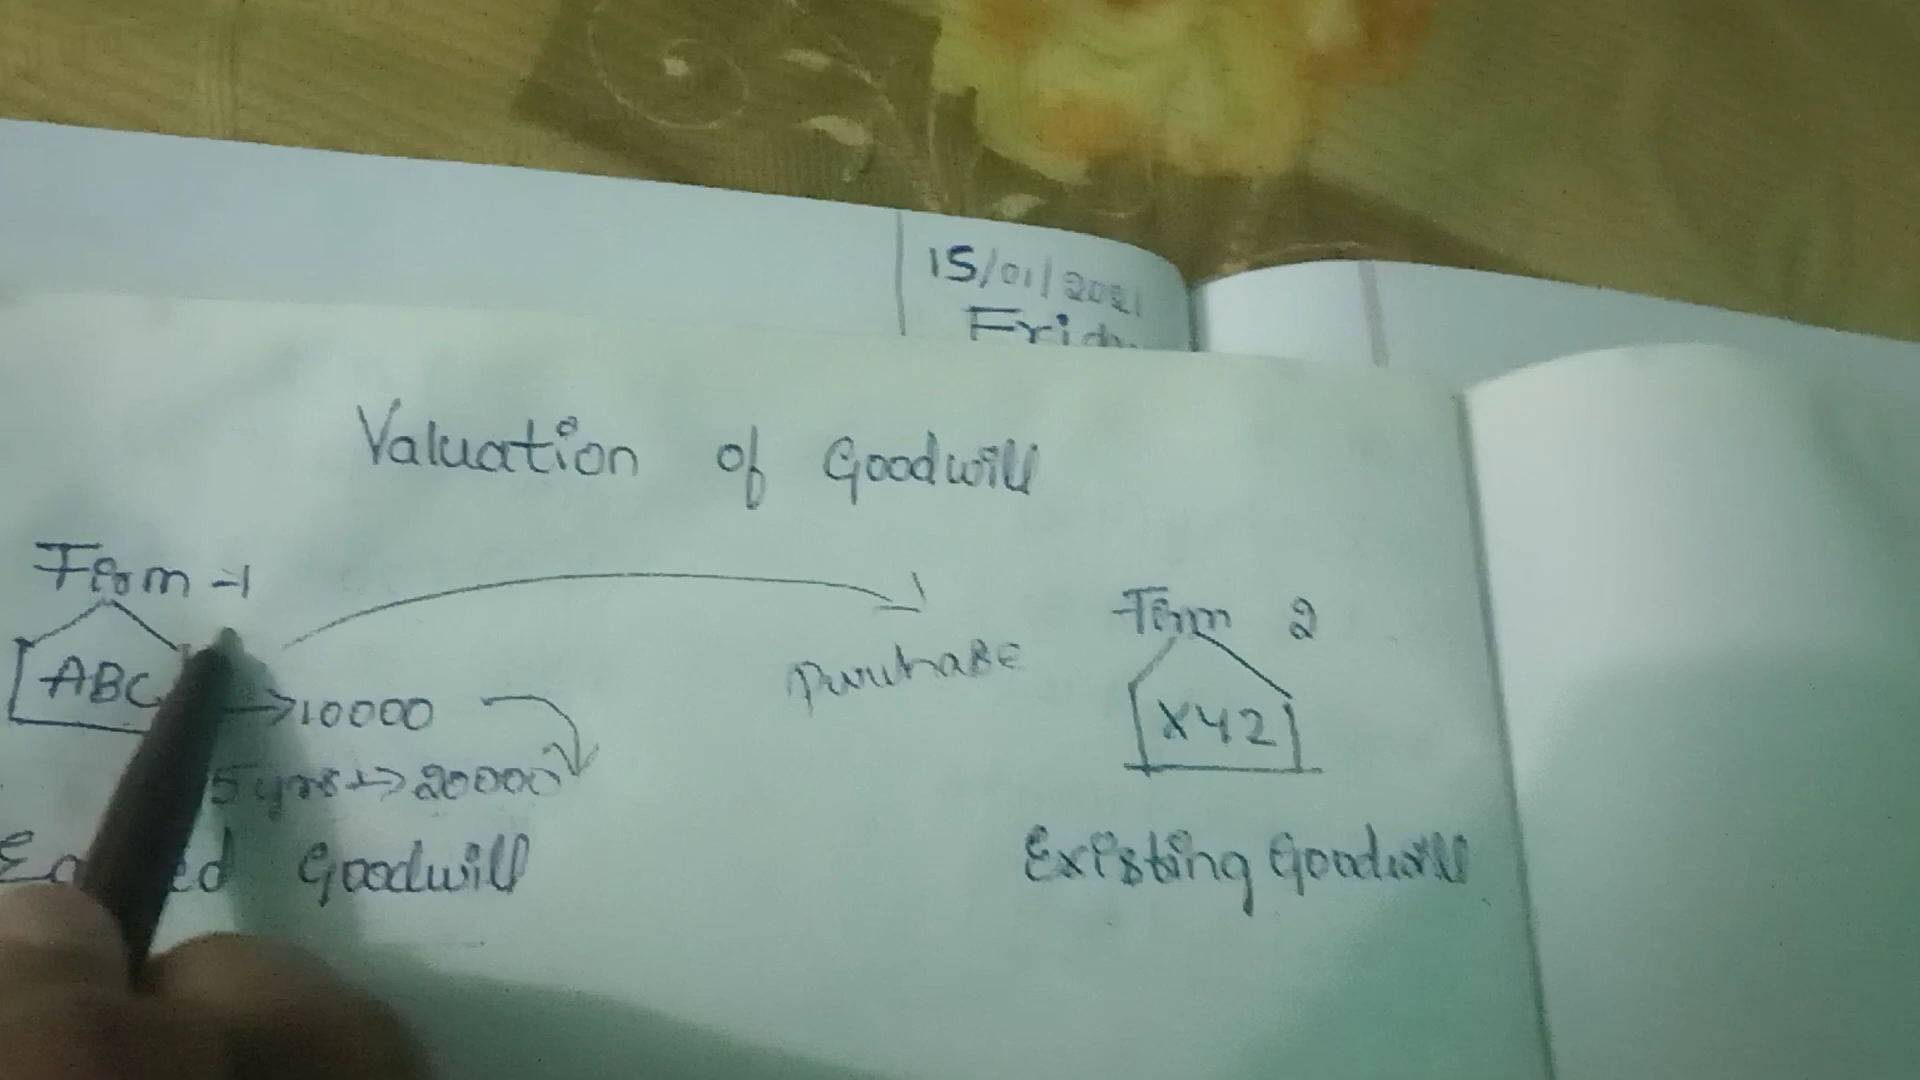 15/01/2021
Valuation of Goodwill
Firm -1
Firm 2
ABC
→10000
Purchase
XYZ
5 yrs → 20000
Goodwill
Existing Goodwill